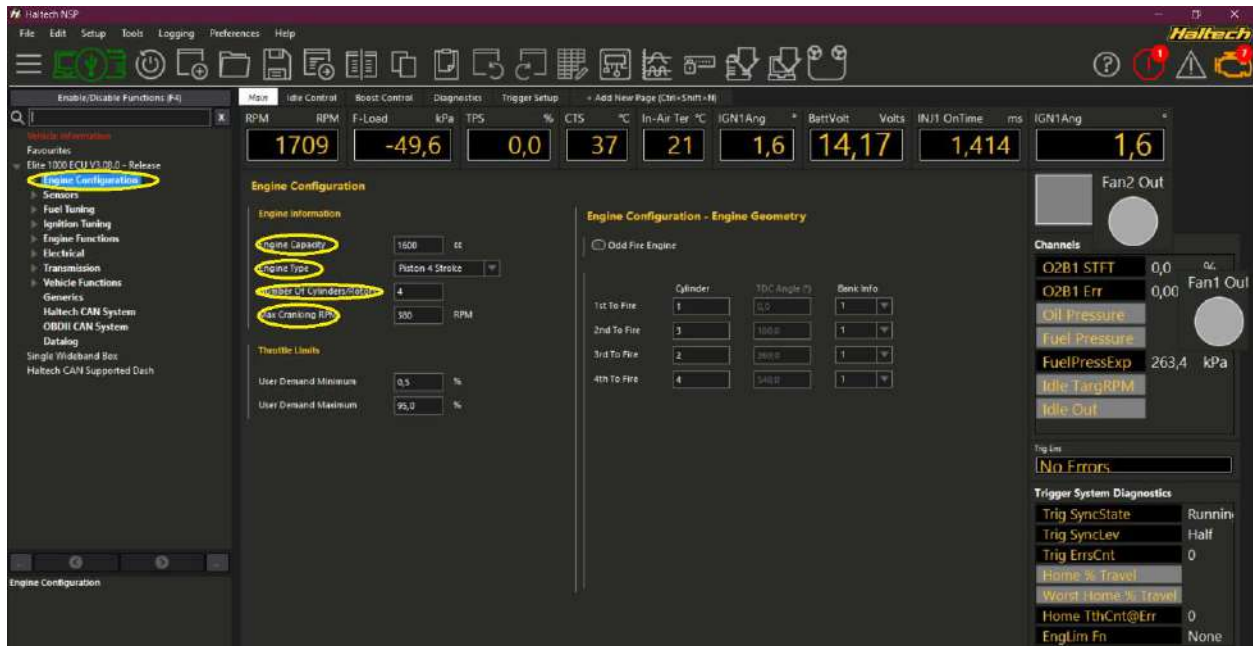 Haltech NSP
File Edit Setup Tools Logging Preferences Help
Haltech
Enable/Disable Functions (F4)
Main Idle Control Boost Control Diagnostics Trigger Setup + Add New Page (Ctrl+Shift+N)
x
Vehicle Information
Favourites
Elite 1000 ECU V3.08.0 - Release
Engine Configuration
Sensors
Fuel Tuning
Ignition Tuning
Engine Functions
Electrical
Transmission
Vehicle Functions
Generics
Haltech CAN System
OBDII CAN System
Datalog
Single Wideband Box
Haltech CAN Supported Dash
Engine Configuration
RPM RPM F-Load kPa TPS % CTS °C In-Air Ter °C IGN1Ang ° BattVolt Volts INJ1 OnTime ms IGN1Ang °
1709 -49,6 0,0 37 21 1,6 14,17 1,414 1,6
Engine Configuration
Engine Information
Engine Capacity 1600 cc
Engine Type Piston 4 Stroke
Number Of Cylinders/Rotors 4
Max Cranking RPM 380 RPM
Throttle Limits
User Demand Minimum 0,5 %
User Demand Maximum 95,0 %
Engine Configuration - Engine Geometry
Odd Fire Engine
Cylinder TDC Angle (°) Bank Info
1st To Fire 1 0,0 1
2nd To Fire 3 180,0 1
3rd To Fire 2 360,0 1
4th To Fire 4 540,0 1
Fan2 Out
Channels
O2B1 STFT 0,0 %
O2B1 Err 0,00
Fan1 Out
Oil Pressure
Fuel Pressure
FuelPressExp 263,4 kPa
Idle TargRPM
Idle Out
No Errors
Trigger System Diagnostics
Trig SyncState Runnin
Trig SyncLev Half
Trig ErrsCnt 0
Home % Travel
Worst Home % Travel
Home TthCnt@Err 0
EngLim Fn None